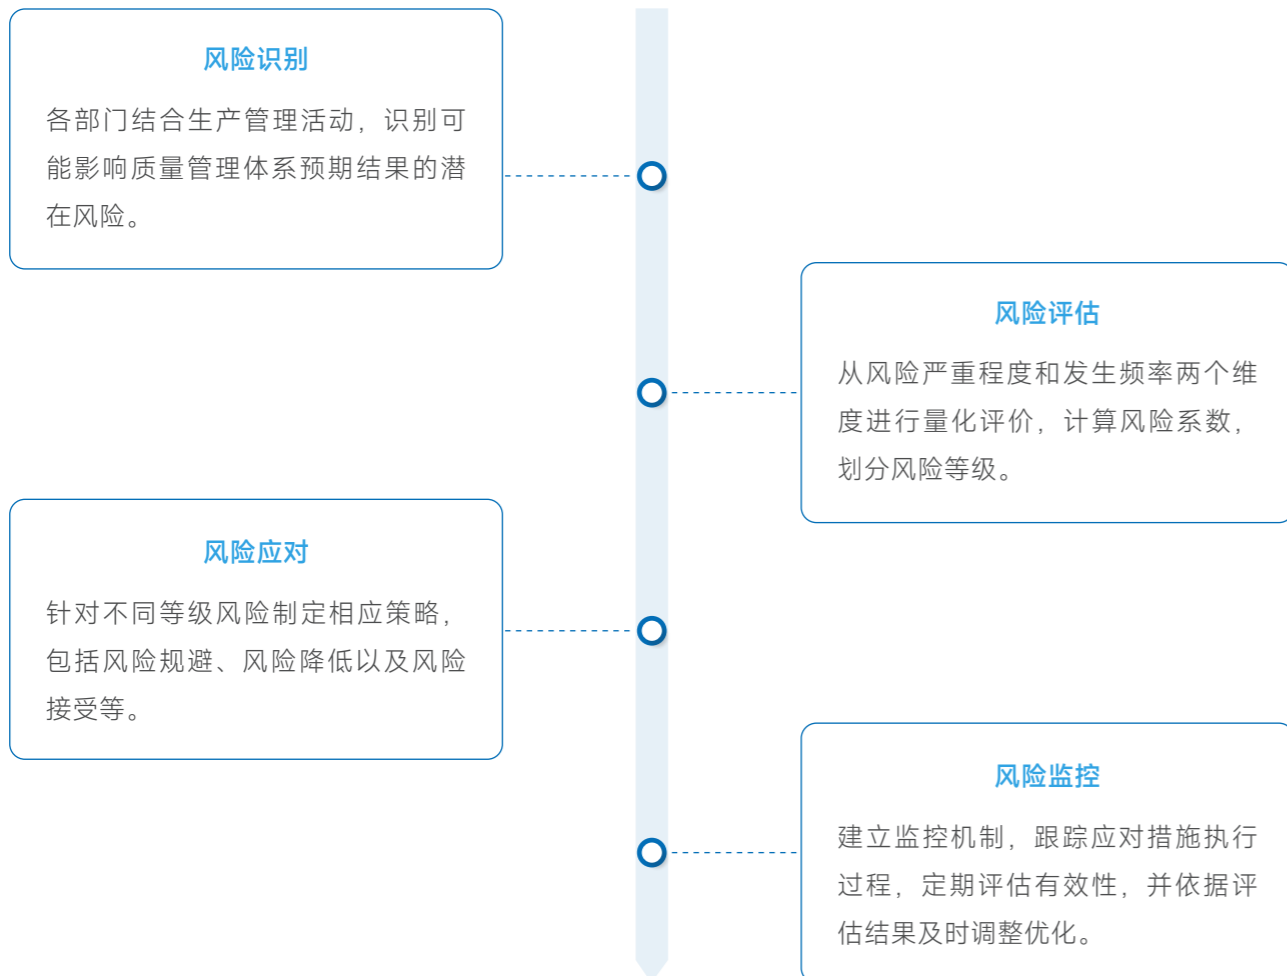 风险识别
各部门结合生产管理活动，识别可
能影响质量管理体系预期结果的潜
在风险。
风险评估
从风险严重程度和发生频率两个维
度进行量化评价，计算风险系数，
划分风险等级。
风险应对
针对不同等级风险制定相应策略，
包括风险规避、风险降低以及风险
接受等。
风险监控
建立监控机制，跟踪应对措施执行
过程，定期评估有效性，并依据评
估结果及时调整优化。